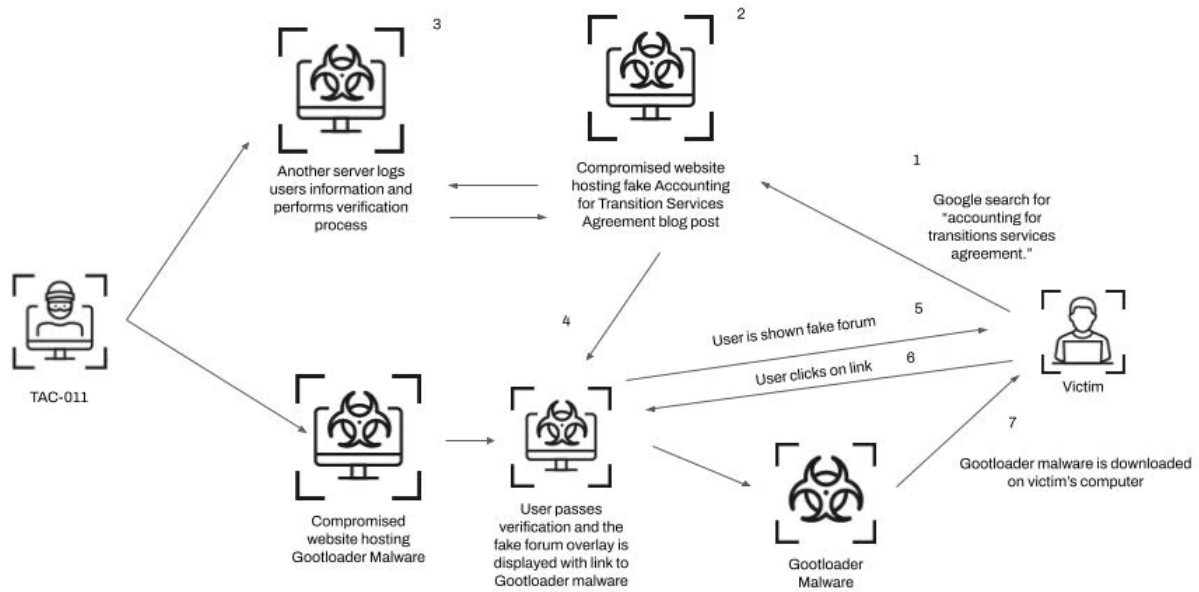 3
2
Another server logs
users information and
performs verification
process
Compromised website
hosting fake Accounting
for Transition Services
Agreement blog post
1
Google search for
"accounting for
transitions services
agreement."
TAC-011
4
User is shown fake forum
5
User clicks on link
6
Victim
7
Gootloader malware is downloaded
on victim's computer
Compromised
website hosting
Gootloader Malware
User passes
verification and the
fake forum overlay is
displayed with link to
Gootloader malware
Gootloader
Malware